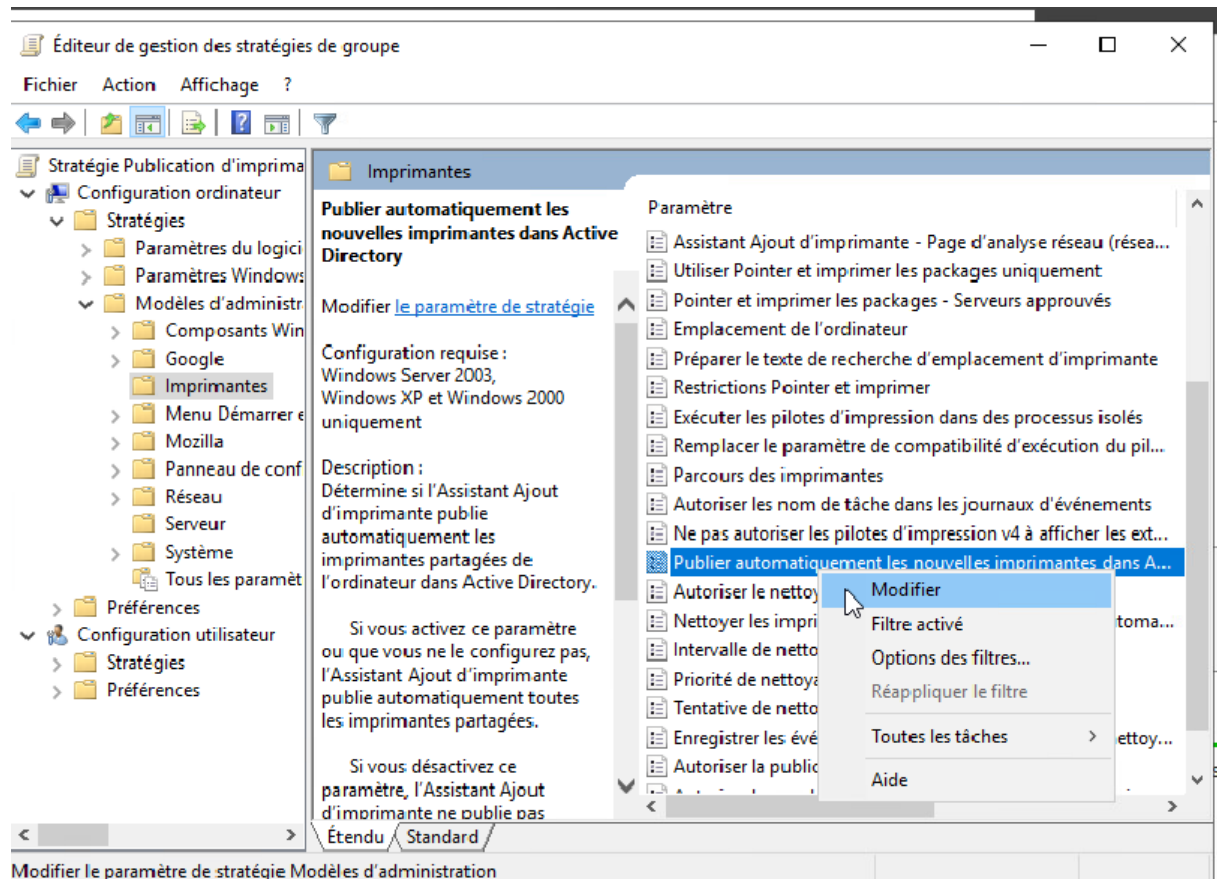 Éditeur de gestion des stratégies de groupe
Fichier Action Affichage ?
Stratégie Publication d'imprima
Configuration ordinateur
Stratégies
Paramètres du logici
Paramètres Windows
Modèles d'administr
Composants Win
Google
Imprimantes
Menu Démarrer e
Mozilla
Panneau de conf
Réseau
Serveur
Système
Tous les paramèt
Préférences
Configuration utilisateur
Stratégies
Préférences
Imprimantes
Publier automatiquement les
nouvelles imprimantes dans Active
Directory
Modifier le paramètre de stratégie
Configuration requise :
Windows Server 2003,
Windows XP et Windows 2000
uniquement
Description :
Détermine si l'Assistant Ajout
d'imprimante publie
automatiquement les
imprimantes partagées de
l'ordinateur dans Active Directory.
Si vous activez ce paramètre
ou que vous ne le configurez pas,
l'Assistant Ajout d'imprimante
publie automatiquement toutes
les imprimantes partagées.
Si vous désactivez ce
paramètre, l'Assistant Ajout
d'imprimante ne publie pas
Paramètre
Assistant Ajout d'imprimante - Page d'analyse réseau (résea...
Utiliser Pointer et imprimer les packages uniquement
Pointer et imprimer les packages - Serveurs approuvés
Emplacement de l'ordinateur
Préparer le texte de recherche d'emplacement d'imprimante
Restrictions Pointer et imprimer
Exécuter les pilotes d'impression dans des processus isolés
Remplacer le paramètre de compatibilité d'exécution du pil...
Parcours des imprimantes
Autoriser les nom de tâche dans les journaux d'événements
Ne pas autoriser les pilotes d'impression v4 à afficher les ext...
Publier automatiquement les nouvelles imprimantes dans A...
Autoriser le nettoy
Nettoyer les impri toma...
Intervalle de netto
Priorité de nettoya
Tentative de netto
Enregistrer les évé ettoy...
Autoriser la public
Modifier
Filtre activé
Options des filtres...
Réappliquer le filtre
Toutes les tâches
Aide
Étendu Standard
Modifier le paramètre de stratégie Modèles d'administration